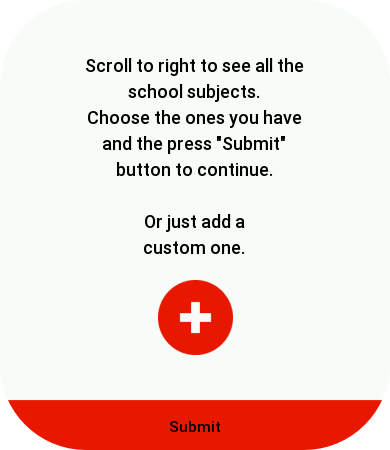 Scroll to right to see all the
school subjects.
Choose the ones you have
and the press "Submit"
button to continue.
Or just add a
custom one.
Submit